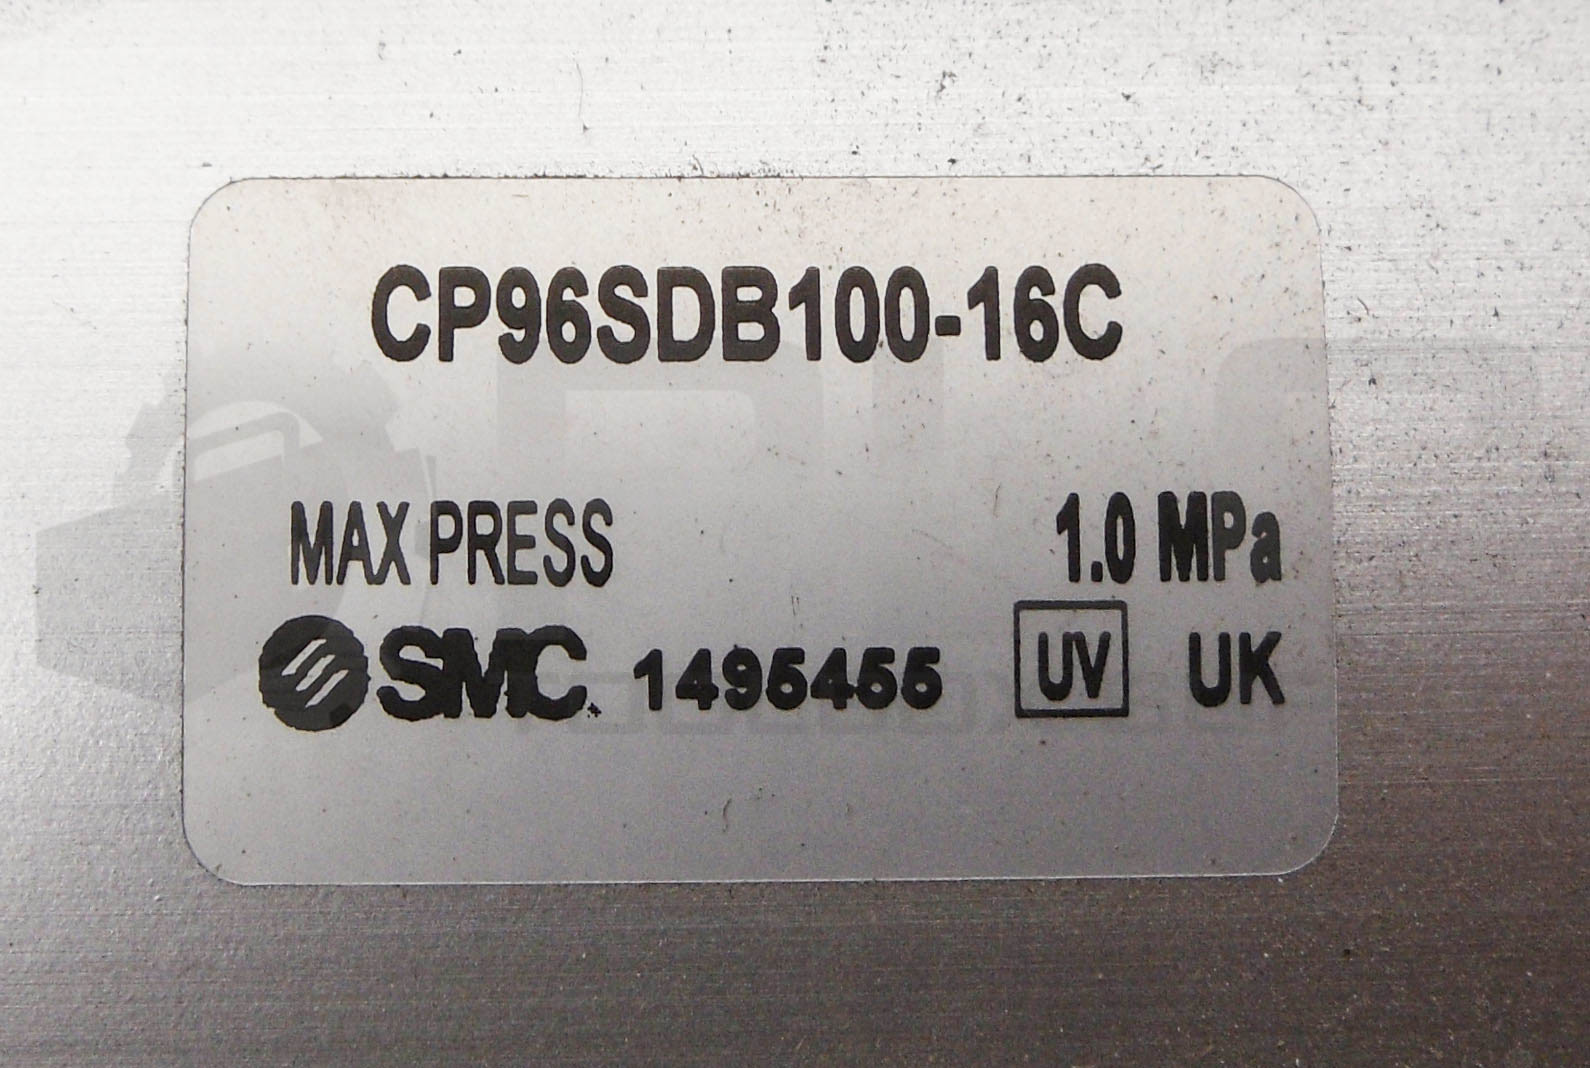 CP96SDB100-16C
MAX PRESS 1.0 MPa
SMC 1495455 UV UK